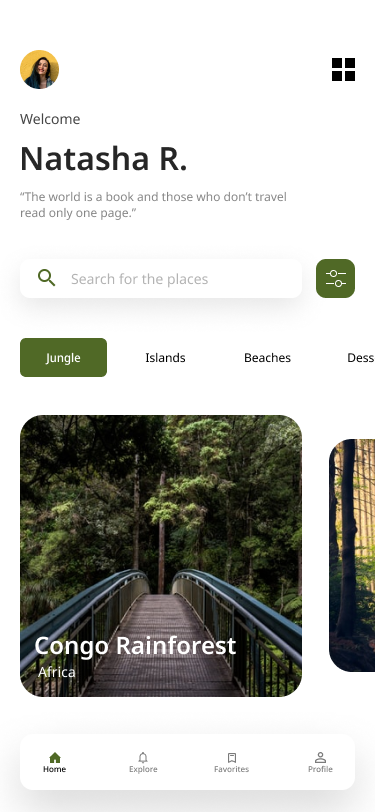 Welcome
Natasha R.
“The world is a book and those who don’t travel
read only one page.”
Search for the places
Jungle
Islands
Beaches
Dess
Congo Rainforest
Africa
Home
Explore
Favorites
Profile